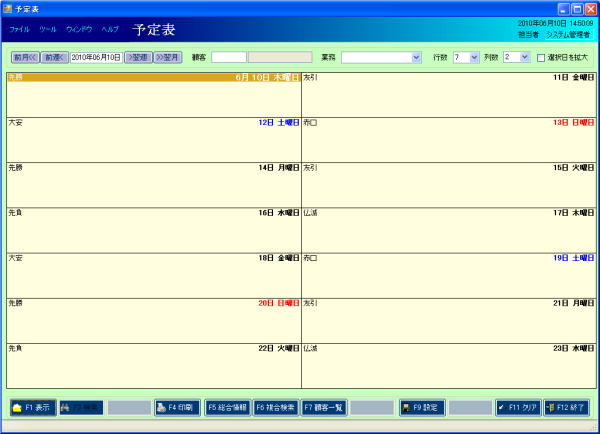 予定表
ファイル ツール ウィンドウ ヘルプ 予定表
2010年06月10日 14:50:09
担当者 システム管理者
前月<< 前週< 2010年06月10日 >翌週 >>翌月 顧客 業務 行数 7 列数 2 選択日を拡大
先勝 6月 10日 木曜日 友引 11日 金曜日
大安 12日 土曜日 赤口 13日 日曜日
先勝 14日 月曜日 友引 15日 火曜日
先負 16日 水曜日 仏滅 17日 木曜日
大安 18日 金曜日 赤口 19日 土曜日
先勝 20日 日曜日 友引 21日 月曜日
先負 22日 火曜日 仏滅 23日 水曜日
F1 表示 F2 検索 F4 印刷 F5 総合情報 F6 複合検索 F7 顧客一覧 F9 設定 F11 クリア F12 終了